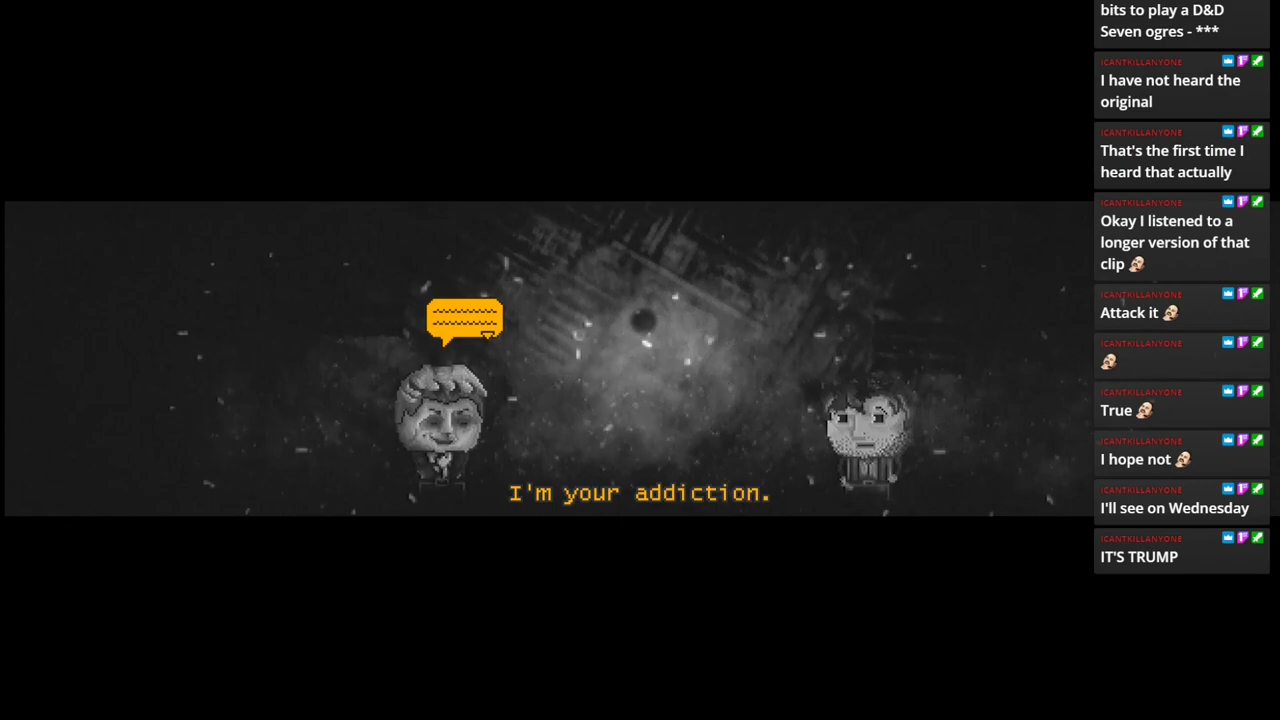 bits to play a D&D
Seven ogres - ***
ICANTKILLANYONE
I have not heard the
original
ICANTKILLANYONE
That's the first time I
heard that actually
ICANTKILLANYONE
Okay I listened to a
longer version of that
clip
ICANTKILLANYONE
Attack it
ICANTKILLANYONE
ICANTKILLANYONE
True
ICANTKILLANYONE
I hope not
ICANTKILLANYONE
I'll see on Wednesday
ICANTKILLANYONE
IT'S TRUMP
I'm your addiction.